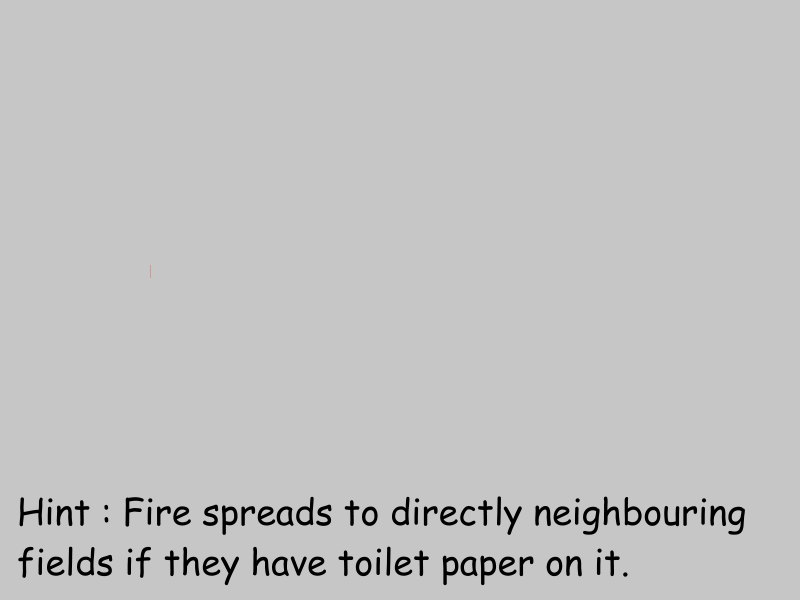 Hint : Fire spreads to directly neighbouring
fields if they have toilet paper on it.